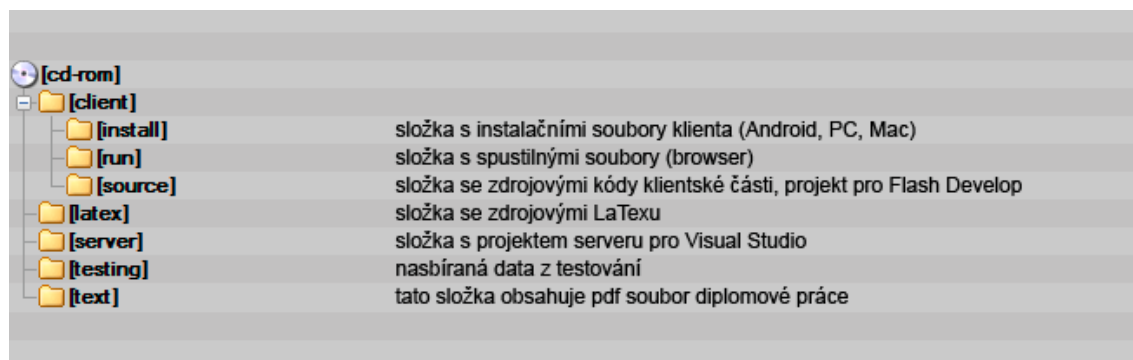 [cd-rom]
[client]
[install] složka s instalačními soubory klienta (Android, PC, Mac)
[run] složka s spustilnými soubory (browser)
[source] složka se zdrojovými kódy klientské části, projekt pro Flash Develop
[latex] složka se zdrojovými LaTexu
[server] složka s projektem serveru pro Visual Studio
[testing] nasbíraná data z testování
[text] tato složka obsahuje pdf soubor diplomové práce